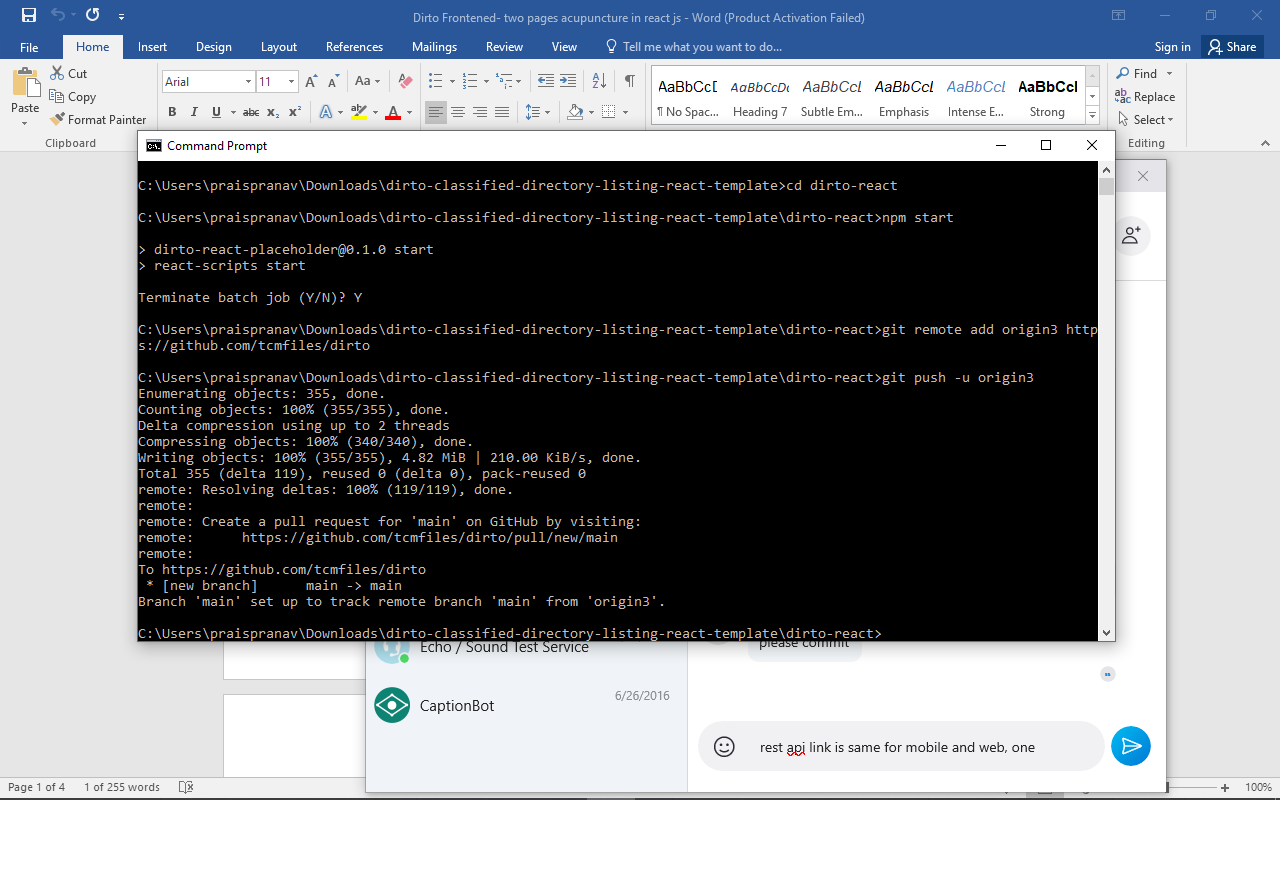 Dirto Frontened- two pages acupuncture in react js - Word (Product Activation Failed)
File Home Insert Design Layout References Mailings Review View Tell me what you want to do... Sign in Share
Cut
Copy
Format Painter
Paste
Clipboard
Arial 11 Aa
B I U abc x₂ x² A aby A
AaBbCcI AaBbCcDc AaBbCcL AaBbCcL AaBbCcL AaBbCcI
¶ No Spac... Heading 7 Subtle Em... Emphasis Intense E... Strong
Find
Replace
Select
Editing
Command Prompt
C:\Users\praispranav\Downloads\dirto-classified-directory-listing-react-template>cd dirto-react
C:\Users\praispranav\Downloads\dirto-classified-directory-listing-react-template\dirto-react>npm start
> dirto-react-placeholder@0.1.0 start
> react-scripts start
Terminate batch job (Y/N)? Y
C:\Users\praispranav\Downloads\dirto-classified-directory-listing-react-template\dirto-react>git remote add origin3 http
s://github.com/tcmfiles/dirto
C:\Users\praispranav\Downloads\dirto-classified-directory-listing-react-template\dirto-react>git push -u origin3
Enumerating objects: 355, done.
Counting objects: 100% (355/355), done.
Delta compression using up to 2 threads
Compressing objects: 100% (340/340), done.
Writing objects: 100% (355/355), 4.82 MiB | 210.00 KiB/s, done.
Total 355 (delta 119), reused 0 (delta 0), pack-reused 0
remote: Resolving deltas: 100% (119/119), done.
remote:
remote: Create a pull request for 'main' on GitHub by visiting:
remote:      https://github.com/tcmfiles/dirto/pull/new/main
remote:
To https://github.com/tcmfiles/dirto
 * [new branch]      main -> main
Branch 'main' set up to track remote branch 'main' from 'origin3'.
C:\Users\praispranav\Downloads\dirto-classified-directory-listing-react-template\dirto-react>
Echo / Sound Test Service
please commit
CaptionBot 6/26/2016
rest api link is same for mobile and web, one
Page 1 of 4 1 of 255 words 100%